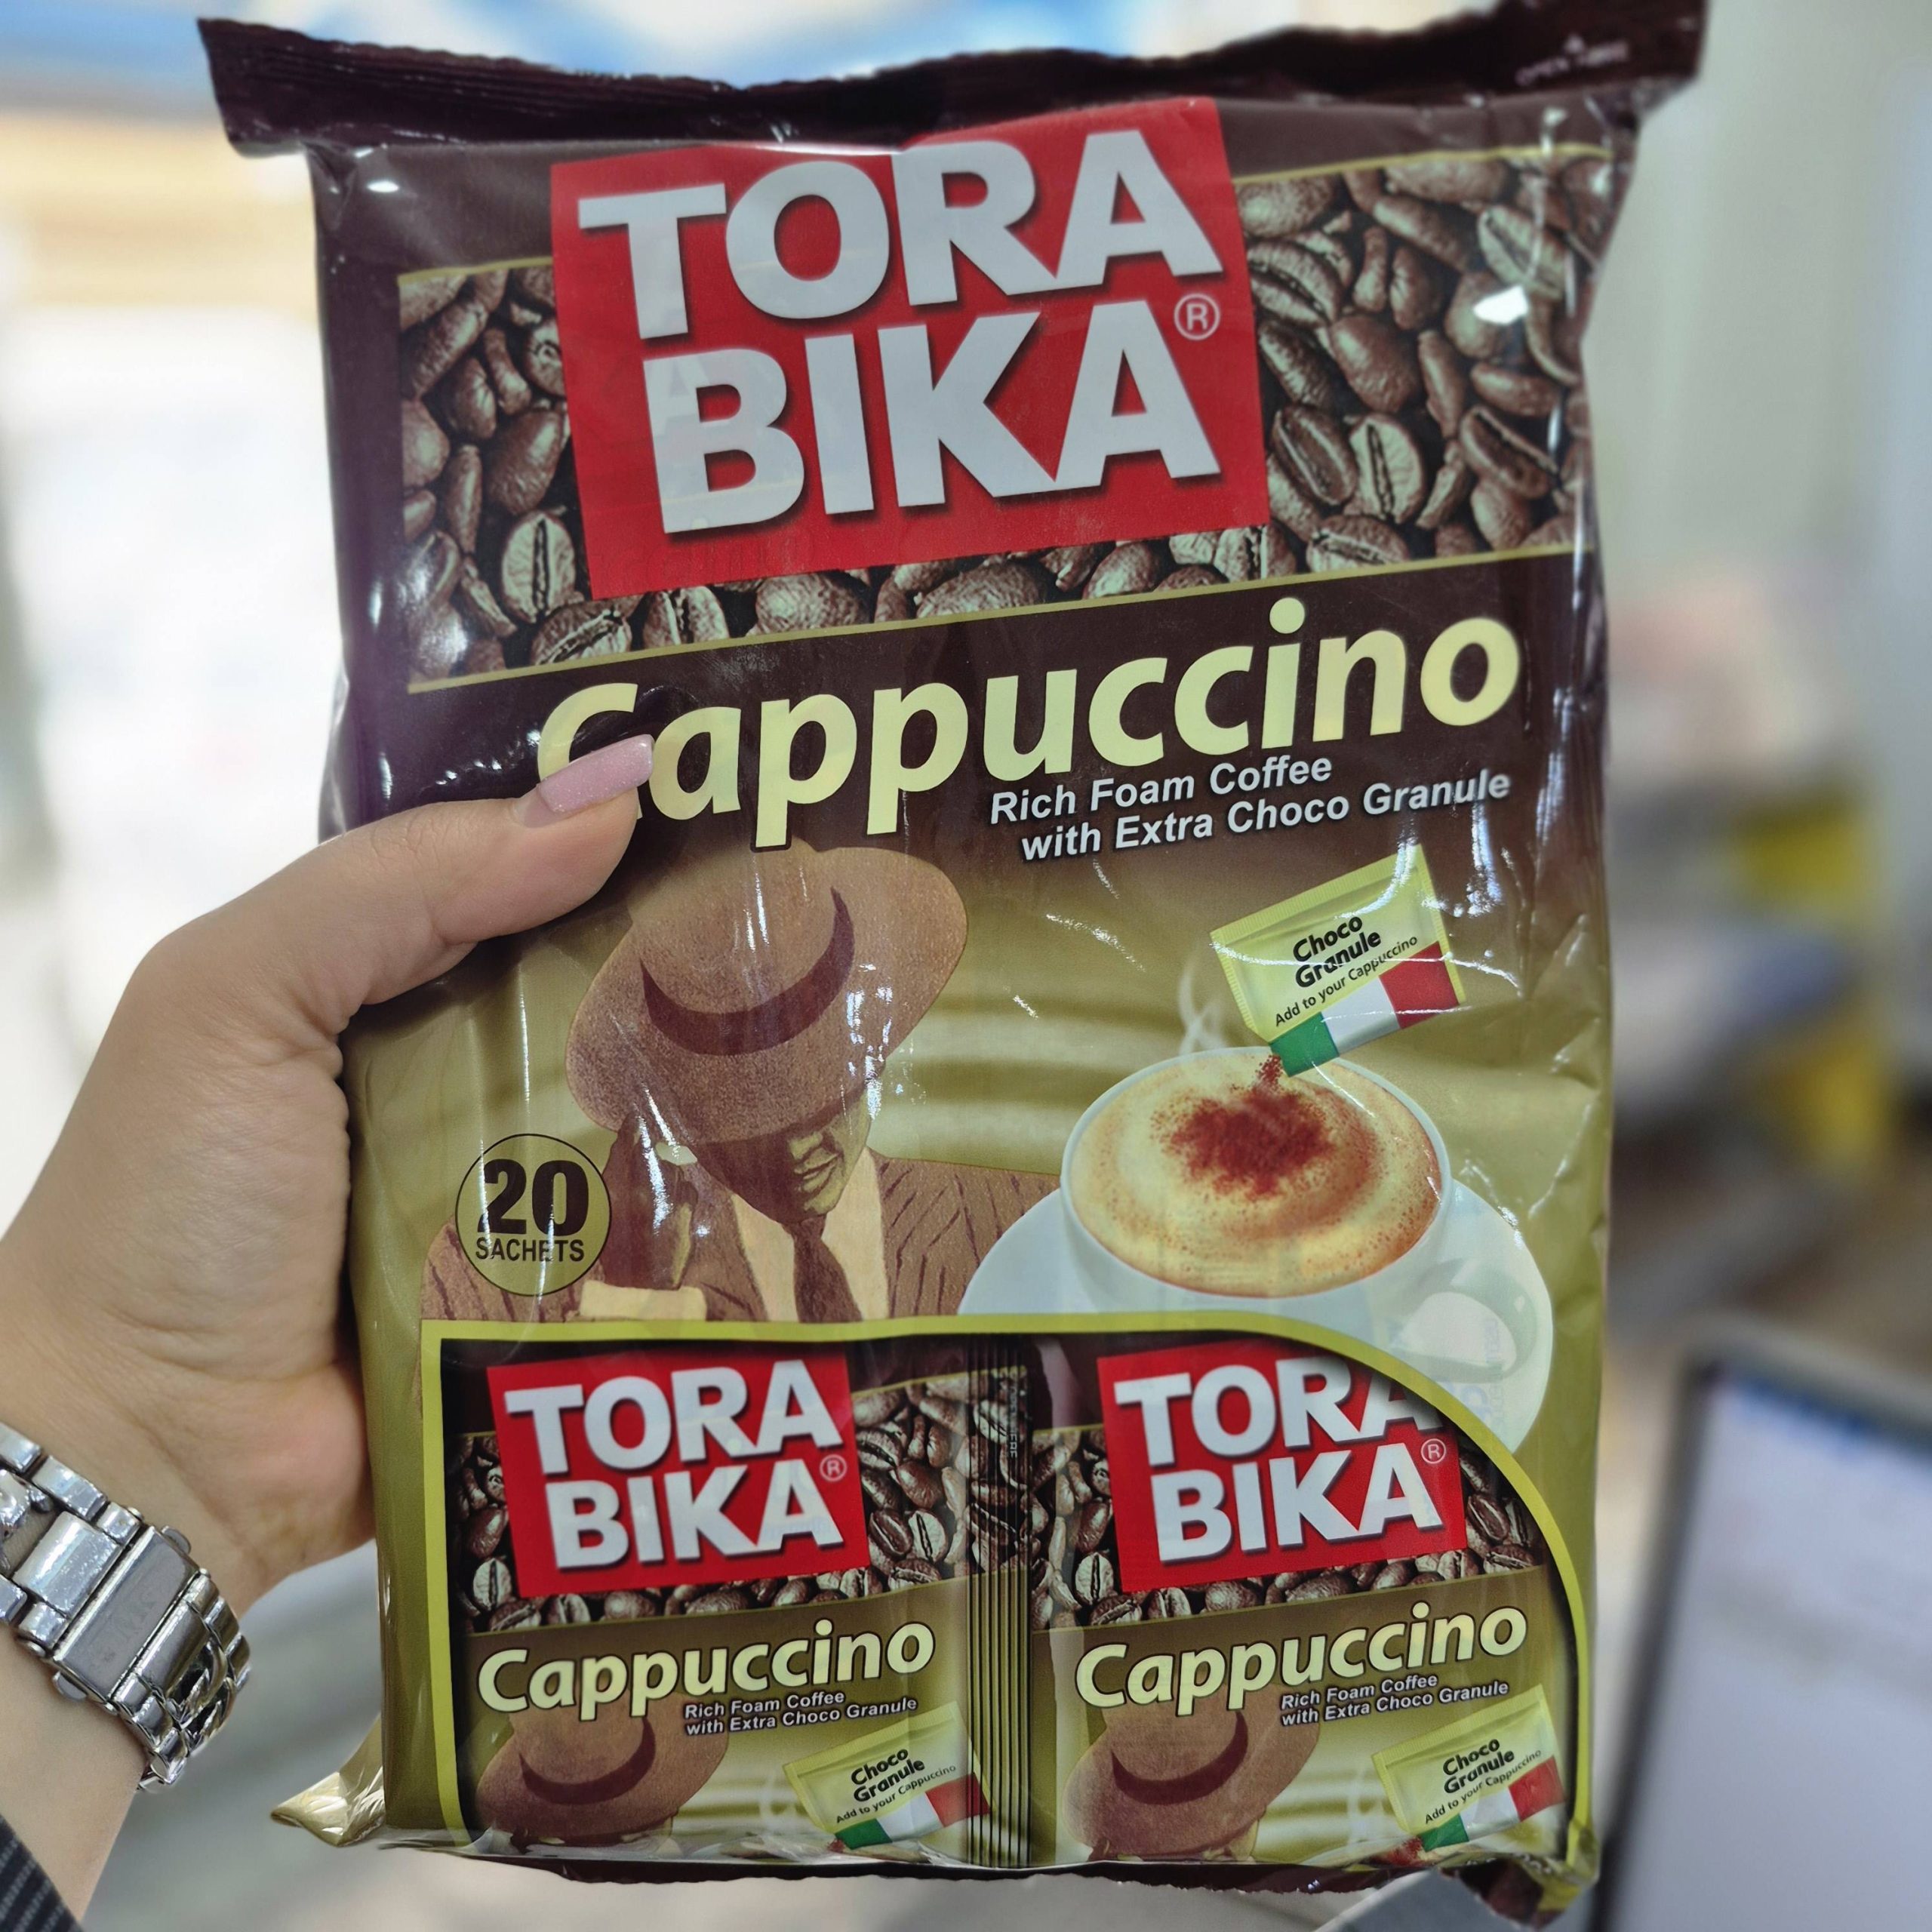 TORA
BIKA®
Cappuccino
Rich Foam Coffee
with Extra Choco Granule
Choco
Granule
Add to your Cappuccino
20
SACHETS
TORA
BIKA®
Cappuccino
Rich Foam Coffee
with Extra Choco Granule
Choco
Granule
Add to your Cappuccino
TORA
BIKA®
Cappuccino
Rich Foam Coffee
with Extra Choco Granule
Choco
Granule
Add to your Cappuccino